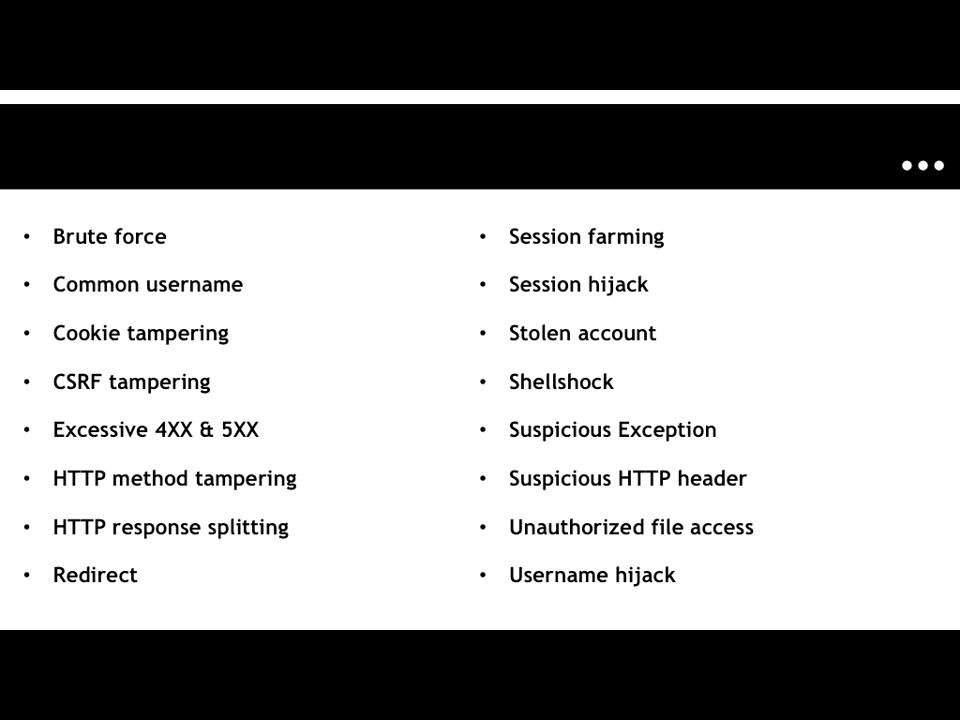 ...
• Brute force
• Common username
• Cookie tampering
• CSRF tampering
• Excessive 4XX & 5XX
• HTTP method tampering
• HTTP response splitting
• Redirect
• Session farming
• Session hijack
• Stolen account
• Shellshock
• Suspicious Exception
• Suspicious HTTP header
• Unauthorized file access
• Username hijack